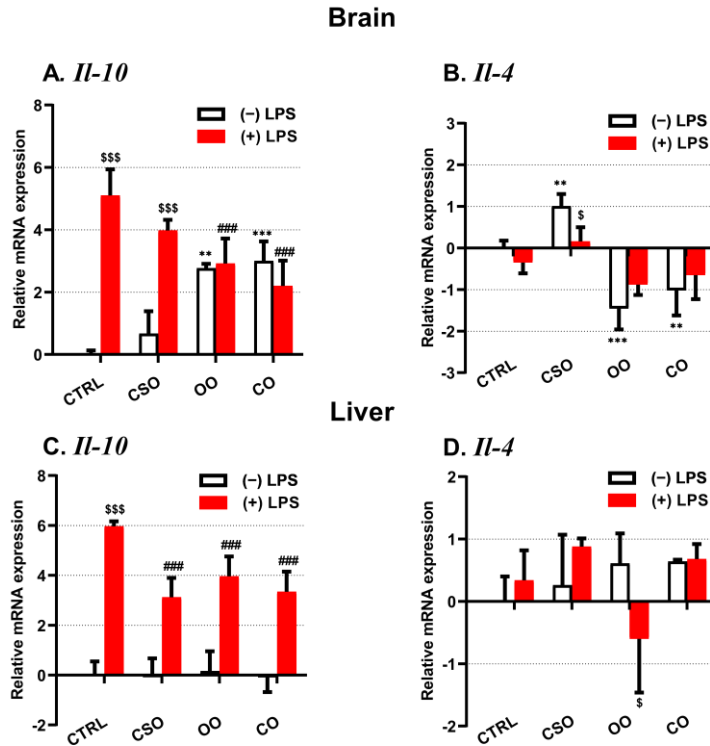 Brain
A. Il-10
Relative mRNA expression
8
6
4
2
0
(−) LPS
(+) LPS
$$$
$$$
**
###
***
###
CTRL
CSO
OO
CO
B. Il-4
Relative mRNA expression
3
2
1
0
-1
-2
-3
(−) LPS
(+) LPS
**
$
***
**
CTRL
CSO
OO
CO
Liver
C. Il-10
Relative mRNA expression
8
6
4
2
0
-2
(−) LPS
(+) LPS
$$$
###
###
###
CTRL
CSO
OO
CO
D. Il-4
Relative mRNA expression
2
1
0
-1
-2
(−) LPS
(+) LPS
$
CTRL
CSO
OO
CO